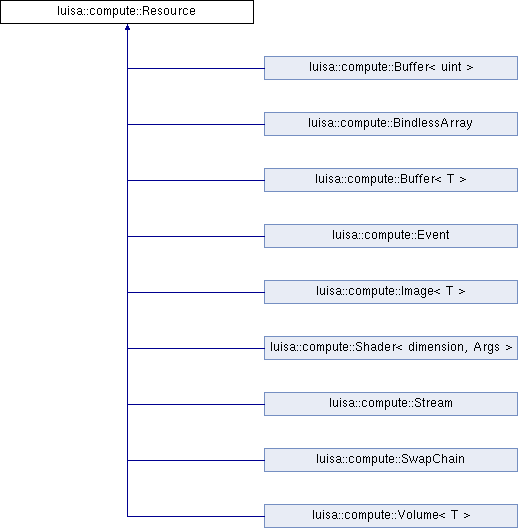 luisa::compute::Resource
luisa::compute::Buffer< uint >
luisa::compute::BindlessArray
luisa::compute::Buffer< T >
luisa::compute::Event
luisa::compute::Image< T >
luisa::compute::Shader< dimension, Args >
luisa::compute::Stream
luisa::compute::SwapChain
luisa::compute::Volume< T >